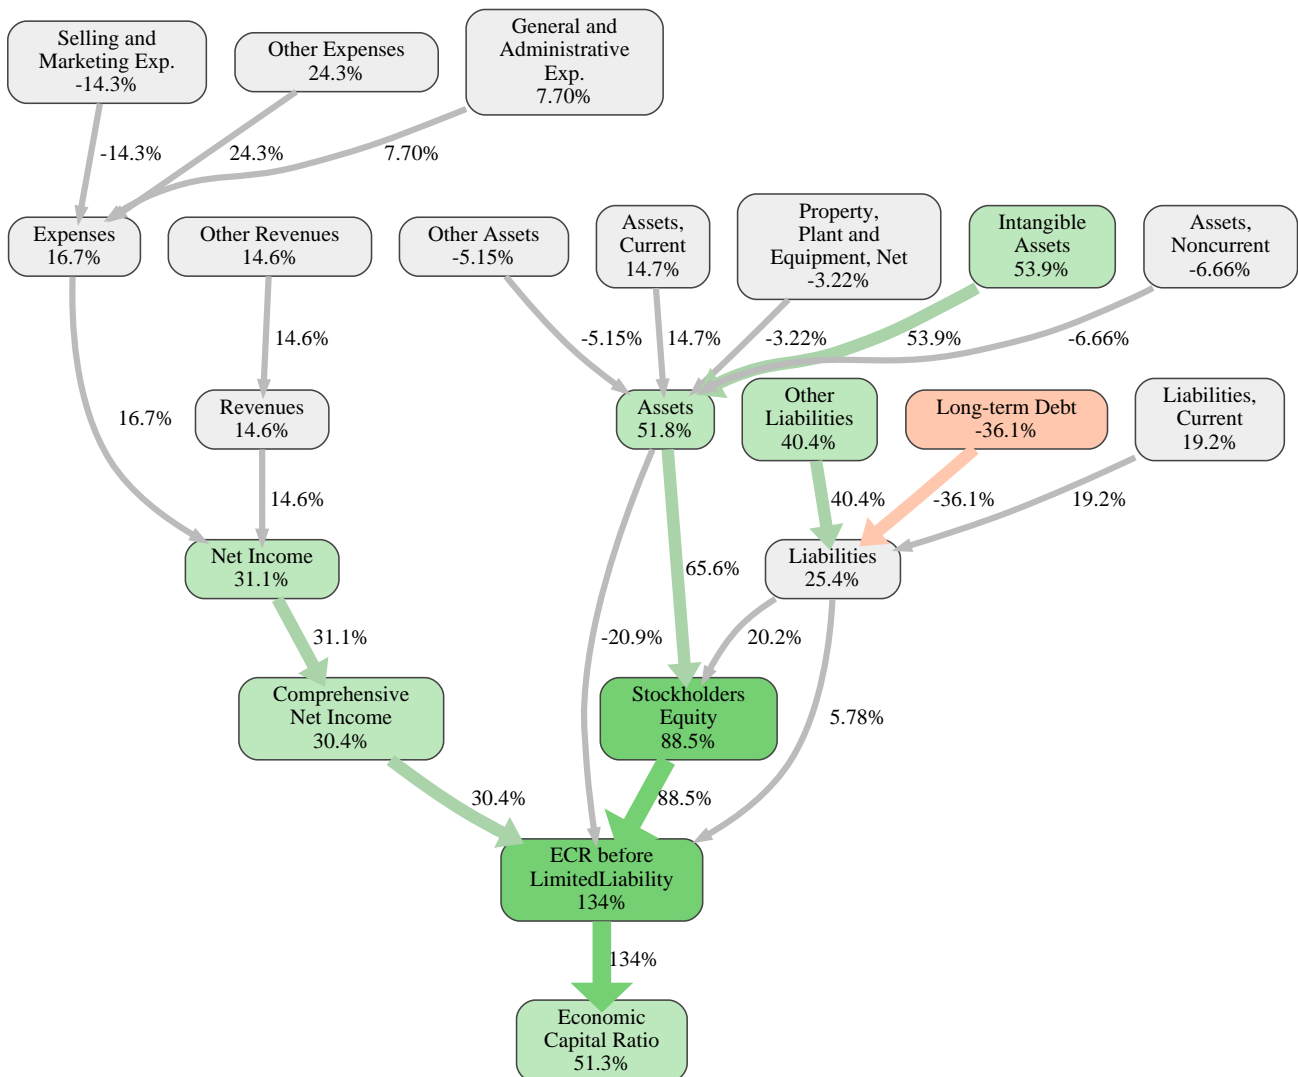 Selling and
Marketing Exp.
-14.3%
Other Expenses
24.3%
General and
Administrative
Exp.
7.70%
-14.3%
24.3%
7.70%
Expenses
16.7%
Other Revenues
14.6%
Other Assets
-5.15%
Assets,
Current
14.7%
Property,
Plant and
Equipment, Net
-3.22%
Intangible
Assets
53.9%
Assets,
Noncurrent
-6.66%
14.6%
-5.15%
14.7%
-3.22%
53.9%
-6.66%
16.7%
Revenues
14.6%
Assets
51.8%
Other
Liabilities
40.4%
Long-term Debt
-36.1%
Liabilities,
Current
19.2%
14.6%
40.4%
-36.1%
19.2%
Net Income
31.1%
65.6%
Liabilities
25.4%
31.1%
-20.9%
20.2%
Comprehensive
Net Income
30.4%
Stockholders
Equity
88.5%
5.78%
30.4%
88.5%
ECR before
LimitedLiability
134%
134%
Economic
Capital Ratio
51.3%